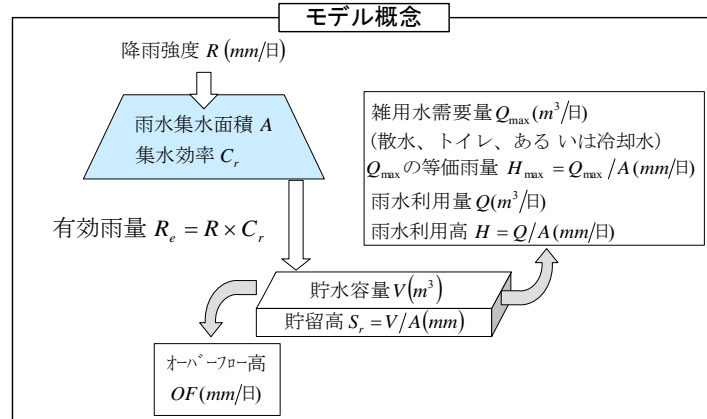 モデル概念
降雨強度 R (mm/日)
雨水集水面積 A
集水効率 C_r
有効雨量 R_e = R × C_r
雑用水需要量 Q_max (m^3/日)
(散水、トイレ、ある いは冷却水)
Q_max の等価雨量 H_max = Q_max/A (mm/日)
雨水利用量 Q(m^3/日)
雨水利用高 H = Q/A (mm/日)
貯水容量 V(m^3)
貯留高 S_r = V/A(mm)
オーバーフロー高
OF(mm/日)